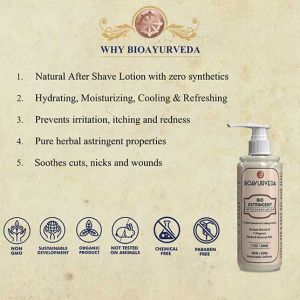 WHY BIOAYURVEDA
1. Natural After Shave Lotion with zero synthetics
2. Hydrating, Moisturizing, Cooling & Refreshing
3. Prevents irritation, itching and redness
4. Pure herbal astringent properties
5. Soothes cuts, nicks and wounds
BIOAYURVEDA
BIO
ASTRINGENT
NON
GMO
SUSTAINABLE
DEVELOPMENT
ORGANIC
PRODUCT
NOT TESTED
ON ANIMALS
CHEMICAL
FREE
PARABEN
FREE